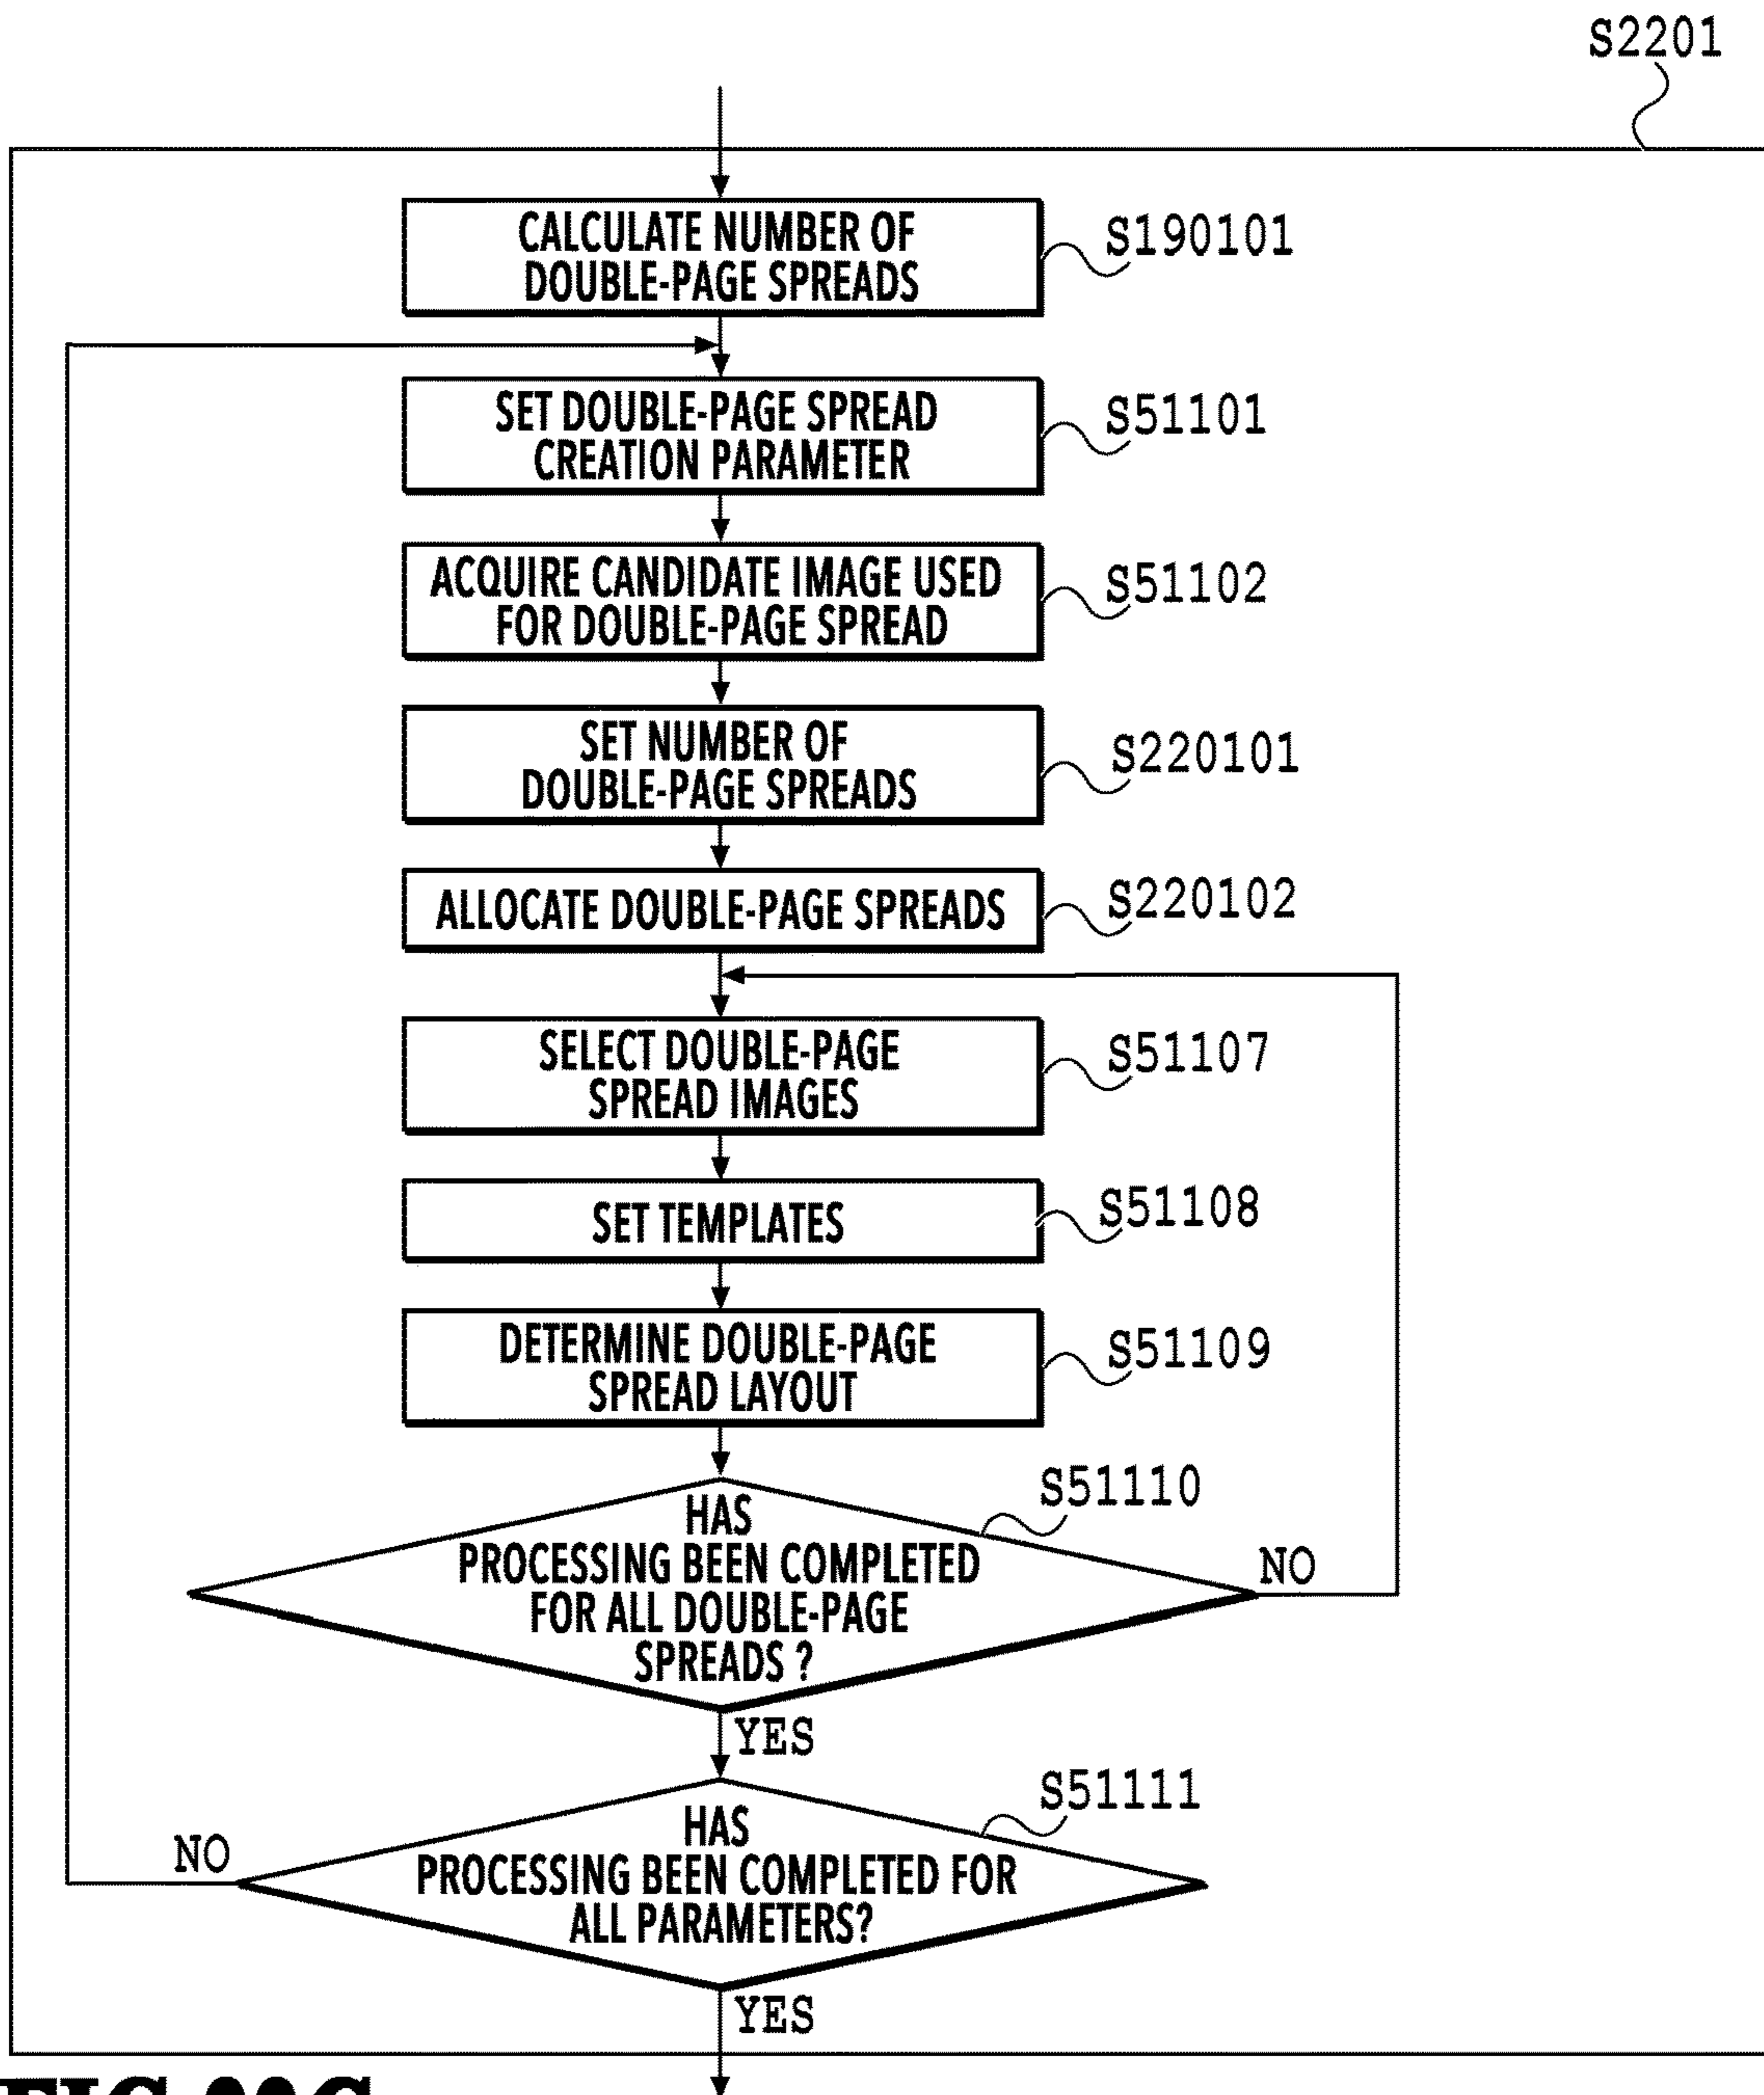 S2201
CALCULATE NUMBER OF
DOUBLE-PAGE SPREADS
S190101
SET DOUBLE-PAGE SPREAD
CREATION PARAMETER
S51101
ACQUIRE CANDIDATE IMAGE USED
FOR DOUBLE-PAGE SPREAD
S51102
SET NUMBER OF
DOUBLE-PAGE SPREADS
S220101
ALLOCATE DOUBLE-PAGE SPREADS
S220102
SELECT DOUBLE-PAGE
SPREAD IMAGES
S51107
SET TEMPLATES
S51108
DETERMINE DOUBLE-PAGE
SPREAD LAYOUT
S51109
S51110
HAS
PROCESSING BEEN COMPLETED
FOR ALL DOUBLE-PAGE
SPREADS ?
NO
YES
S51111
HAS
PROCESSING BEEN COMPLETED FOR
ALL PARAMETERS?
NO
YES